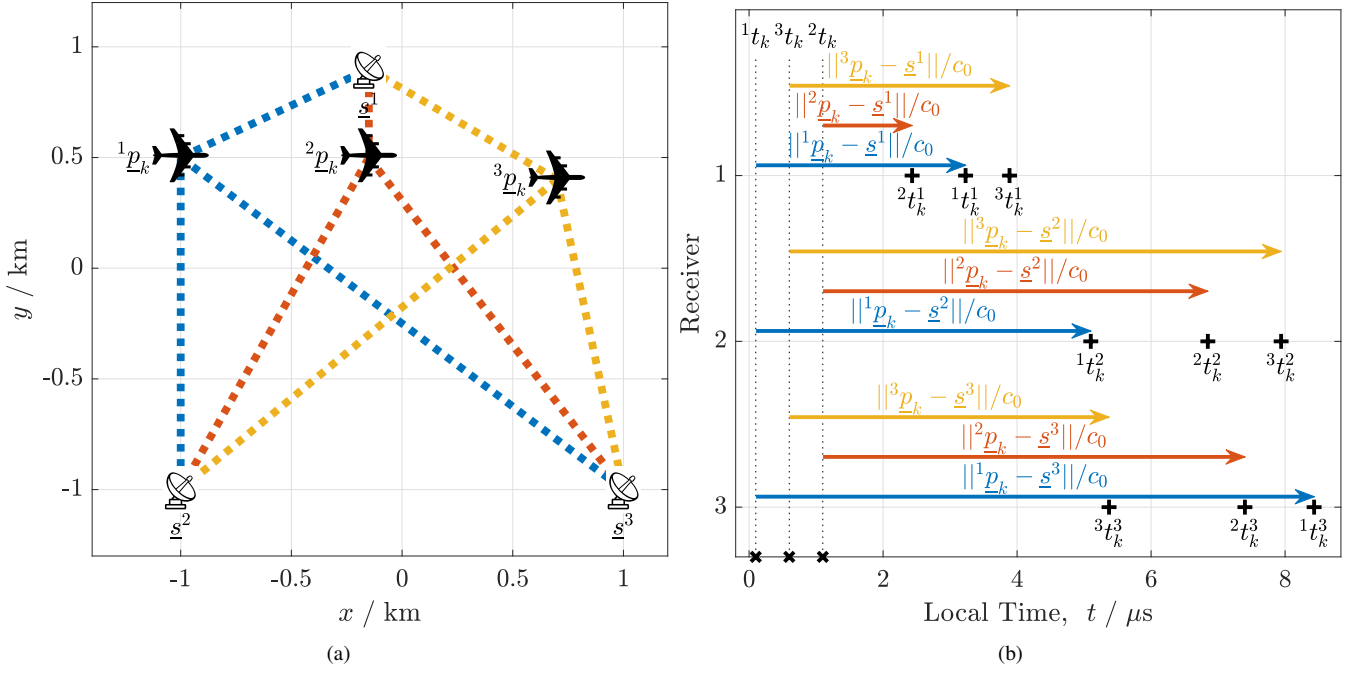 1
0.5
0
-0.5
-1
y / km
-1
-0.5
0
0.5
1
x / km
(a)
s¹
¹p_k
²p_k
³p_k
s²
s³
¹t_k ³t_k ²t_k
||³p_k − s¹||/c₀
||²p_k − s¹||/c₀
||¹p_k − s¹||/c₀
²t_k¹ ¹t_k¹ ³t_k¹
||³p_k − s²||/c₀
||²p_k − s²||/c₀
||¹p_k − s²||/c₀
¹t_k² ²t_k² ³t_k²
||³p_k − s³||/c₀
||²p_k − s³||/c₀
||¹p_k − s³||/c₀
³t_k³ ²t_k³ ¹t_k³
1
2
3
Receiver
0 2 4 6 8
Local Time, t / μs
(b)